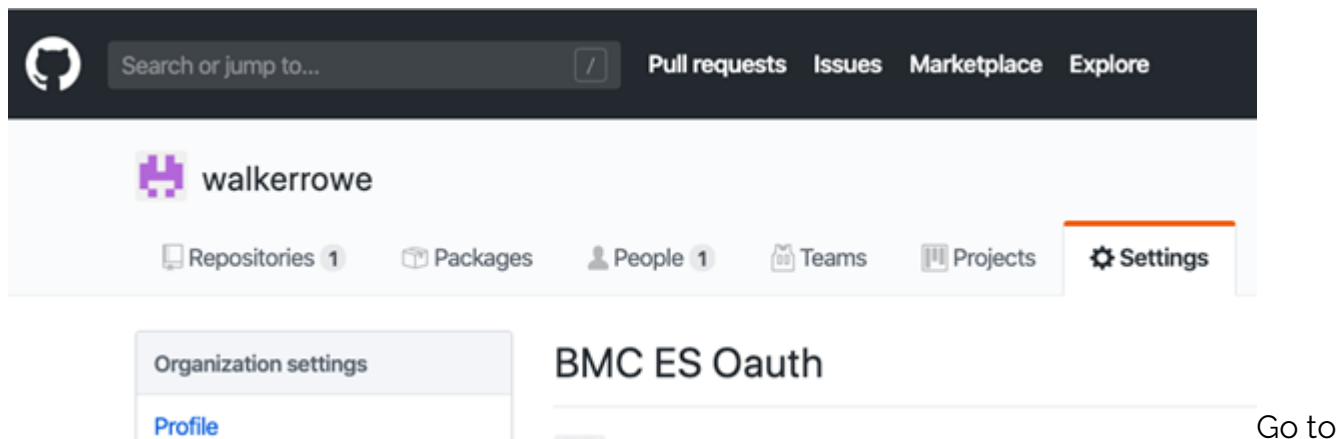 Search or jump to... / Pull requests Issues Marketplace Explore
walkerrowe
Repositories 1 Packages People 1 Teams Projects Settings
Organization settings
BMC ES Oauth
Profile
Go to